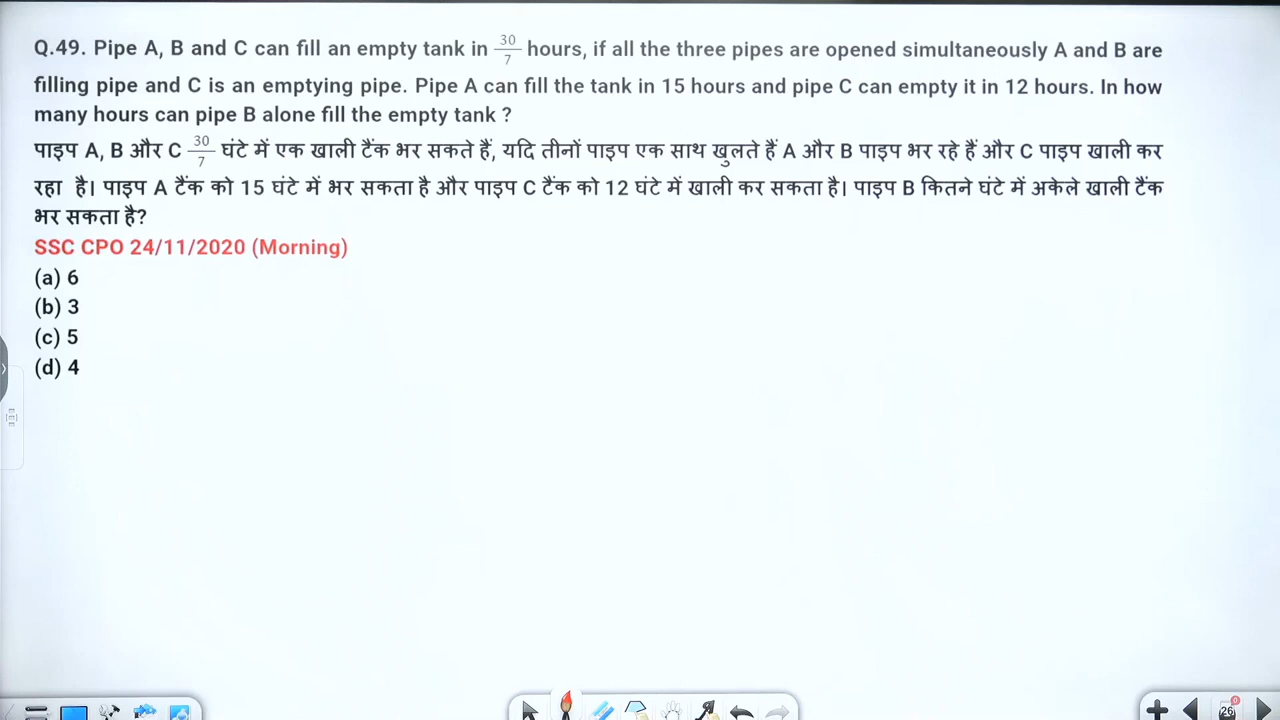 Q.49. Pipe A, B and C can fill an empty tank in 30/7 hours, if all the three pipes are opened simultaneously A and B are
filling pipe and C is an emptying pipe. Pipe A can fill the tank in 15 hours and pipe C can empty it in 12 hours. In how
many hours can pipe B alone fill the empty tank ?
पाइप A, B और C 30/7 घंटे में एक खाली टैंक भर सकते हैं, यदि तीनों पाइप एक साथ खुलते हैं A और B पाइप भर रहे हैं और C पाइप खाली कर
रहा है। पाइप A टैंक को 15 घंटे में भर सकता है और पाइप C टैंक को 12 घंटे में खाली कर सकता है। पाइप B कितने घंटे में अकेले खाली टैंक
भर सकता है?
SSC CPO 24/11/2020 (Morning)
(a) 6
(b) 3
(c) 5
(d) 4
26